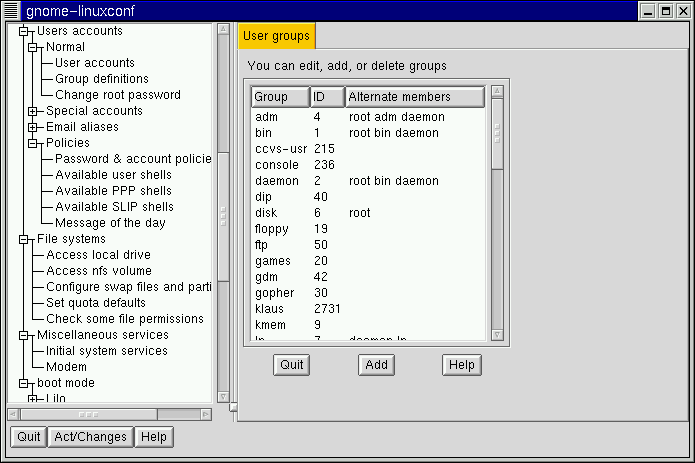 gnome-linuxconf
Users accounts
Normal
User accounts
Group definitions
Change root password
Special accounts
Email aliases
Policies
Password & account policie
Available user shells
Available PPP shells
Available SLIP shells
Message of the day
File systems
Access local drive
Access nfs volume
Configure swap files and parti
Set quota defaults
Check some file permissions
Miscellaneous services
Initial system services
Modem
boot mode
Lilo
Quit Act/Changes Help
User groups
You can edit, add, or delete groups
Group ID Alternate members
adm 4 root adm daemon
bin 1 root bin daemon
ccvs-usr 215
console 236
daemon 2 root bin daemon
dip 40
disk 6 root
floppy 19
ftp 50
games 20
gdm 42
gopher 30
klaus 2731
kmem 9
lp 7 daemon lp
Quit Add Help